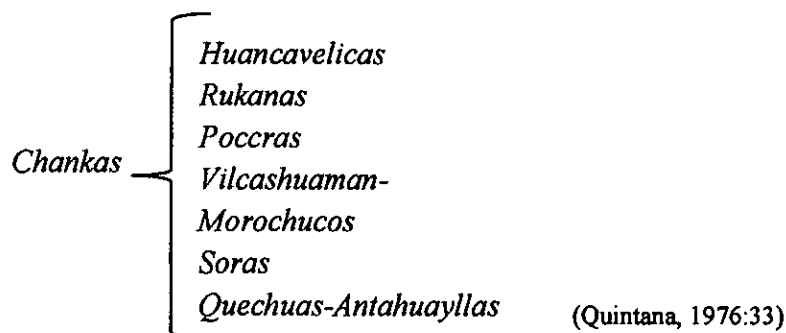 Huancavelicas
Rukanas
Poccras
Chankas
Vilcashuaman-
Morochucos
Soras
Quechuas-Antahuayllas (Quintana, 1976:33)